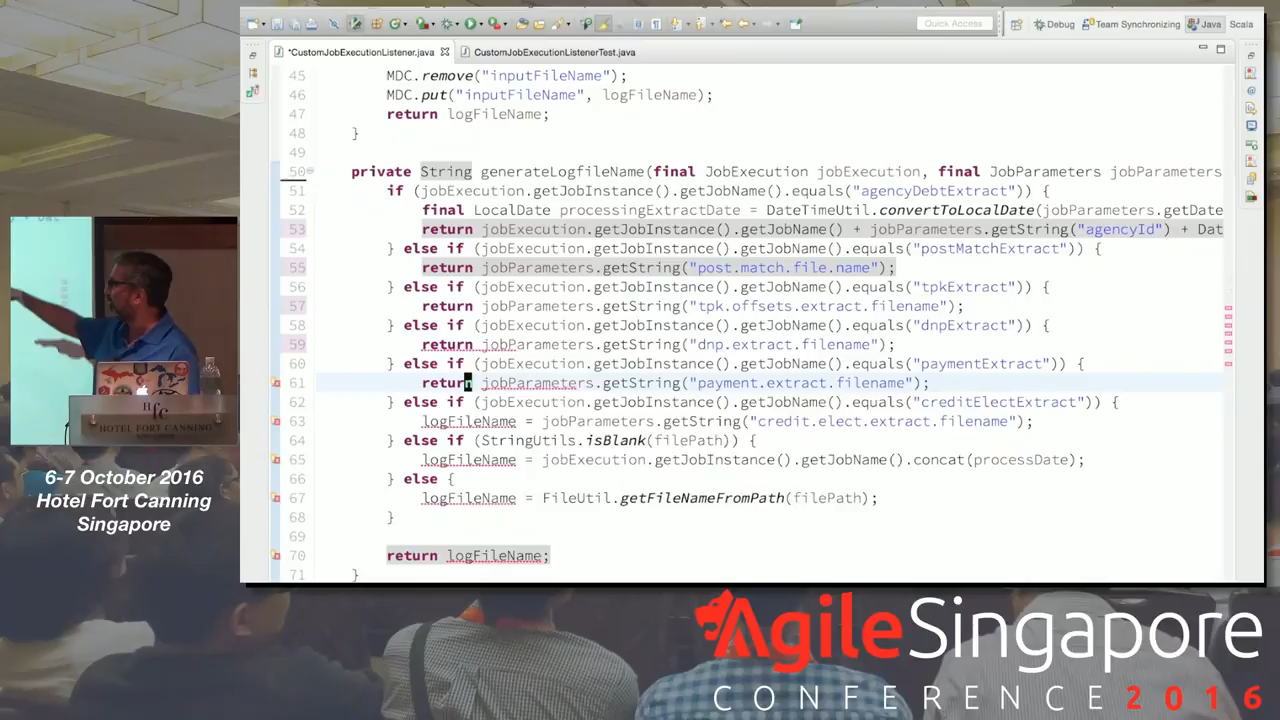 Quick Access
Debug
Team Synchronizing
Java
Scala
*CustomJobExecutionListener.java
CustomJobExecutionListenerTest.java
45 MDC.remove("inputFileName");
46 MDC.put("inputFileName", logFileName);
47 return logFileName;
48 }
49
50 private String generateLogfileName(final JobExecution jobExecution, final JobParameters jobParameters
51 if (jobExecution.getJobInstance().getJobName().equals("agencyDebtExtract")) {
52 final LocalDate processingExtractDate = DateTimeUtil.convertToLocalDate(jobParameters.getDate
53 return jobExecution.getJobInstance().getJobName() + jobParameters.getString("agencyId") + Dat
54 } else if (jobExecution.getJobInstance().getJobName().equals("postMatchExtract")) {
55 return jobParameters.getString("post.match.file.name");
56 } else if (jobExecution.getJobInstance().getJobName().equals("tpkExtract")) {
57 return jobParameters.getString("tpk.offsets.extract.filename");
58 } else if (jobExecution.getJobInstance().getJobName().equals("dnpExtract")) {
59 return jobParameters.getString("dnp.extract.filename");
60 } else if (jobExecution.getJobInstance().getJobName().equals("paymentExtract")) {
61 return jobParameters.getString("payment.extract.filename");
62 } else if (jobExecution.getJobInstance().getJobName().equals("creditElectExtract")) {
63 logFileName = jobParameters.getString("credit.elect.extract.filename");
64 } else if (StringUtils.isBlank(filePath)) {
65 logFileName = jobExecution.getJobInstance().getJobName().concat(processDate);
66 } else {
67 logFileName = FileUtil.getFileNameFromPath(filePath);
68 }
69
70 return logFileName;
71 }
hfc
HOTEL FORT CANNING
6-7 October 2016
Hotel Fort Canning
Singapore
AgileSingapore
CONFERENCE 2016